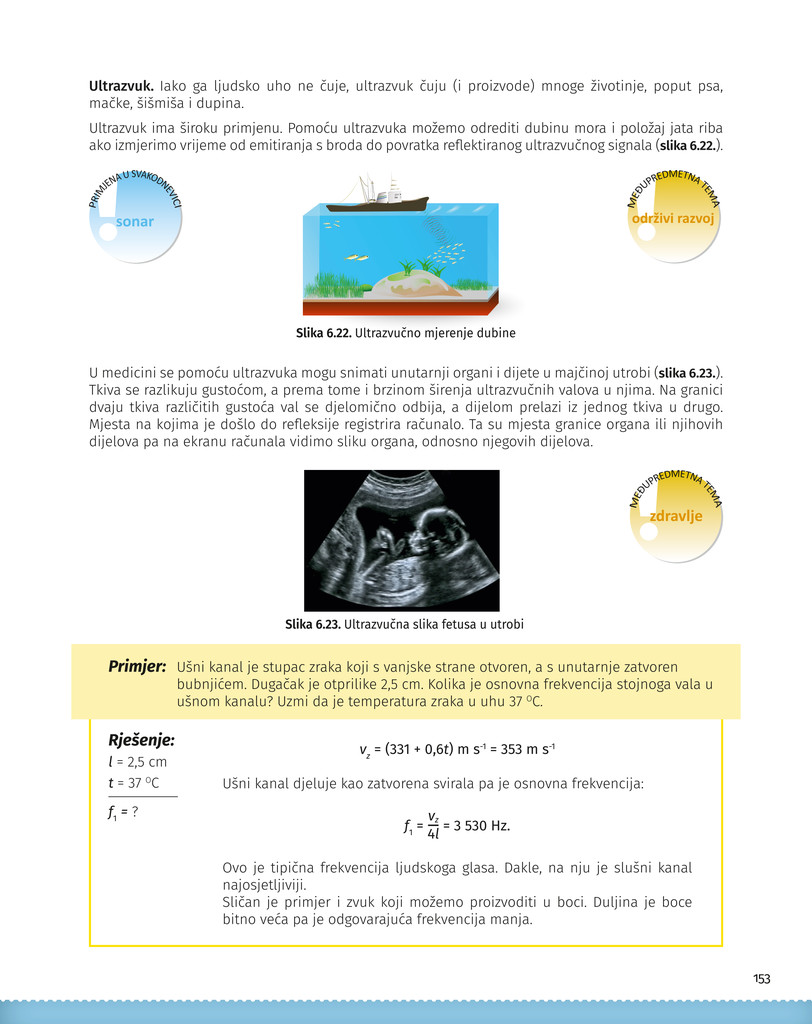 Ultrazvuk. Iako ga ljudsko uho ne čuje, ultrazvuk čuju (i proizvode) mnoge životinje, poput psa,
mačke, šišmiša i dupina.
Ultrazvuk ima široku primjenu. Pomoću ultrazvuka možemo odrediti dubinu mora i položaj jata riba
ako izmjerimo vrijeme od emitiranja s broda do povratka reflektiranog ultrazvučnog signala (slika 6.22.).
PRIMJENA U SVAKODNEVICI
sonar
MEĐUPREDMETNA TEMA
održivi razvoj
Slika 6.22. Ultrazvučno mjerenje dubine
U medicini se pomoću ultrazvuka mogu snimati unutarnji organi i dijete u majčinoj utrobi (slika 6.23.).
Tkiva se razlikuju gustoćom, a prema tome i brzinom širenja ultrazvučnih valova u njima. Na granici
dvaju tkiva različitih gustoća val se djelomično odbija, a dijelom prelazi iz jednog tkiva u drugo.
Mjesta na kojima je došlo do refleksije registrira računalo. Ta su mjesta granice organa ili njihovih
dijelova pa na ekranu računala vidimo sliku organa, odnosno njegovih dijelova.
MEĐUPREDMETNA TEMA
zdravlje
Slika 6.23. Ultrazvučna slika fetusa u utrobi
Primjer: Ušni kanal je stupac zraka koji s vanjske strane otvoren, a s unutarnje zatvoren
bubnjićem. Dugačak je otprilike 2,5 cm. Kolika je osnovna frekvencija stojnoga vala u
ušnom kanalu? Uzmi da je temperatura zraka u uhu 37 ᴼC.
Rješenje:
l = 2,5 cm
t = 37 ᴼC
f₁ = ?
v_z = (331 + 0,6t) m s⁻¹ = 353 m s⁻¹
Ušni kanal djeluje kao zatvorena svirala pa je osnovna frekvencija:
f₁ = v_z/4l = 3 530 Hz.
Ovo je tipična frekvencija ljudskoga glasa. Dakle, na nju je slušni kanal
najosjetljiviji.
Sličan je primjer i zvuk koji možemo proizvoditi u boci. Duljina je boce
bitno veća pa je odgovarajuća frekvencija manja.
153